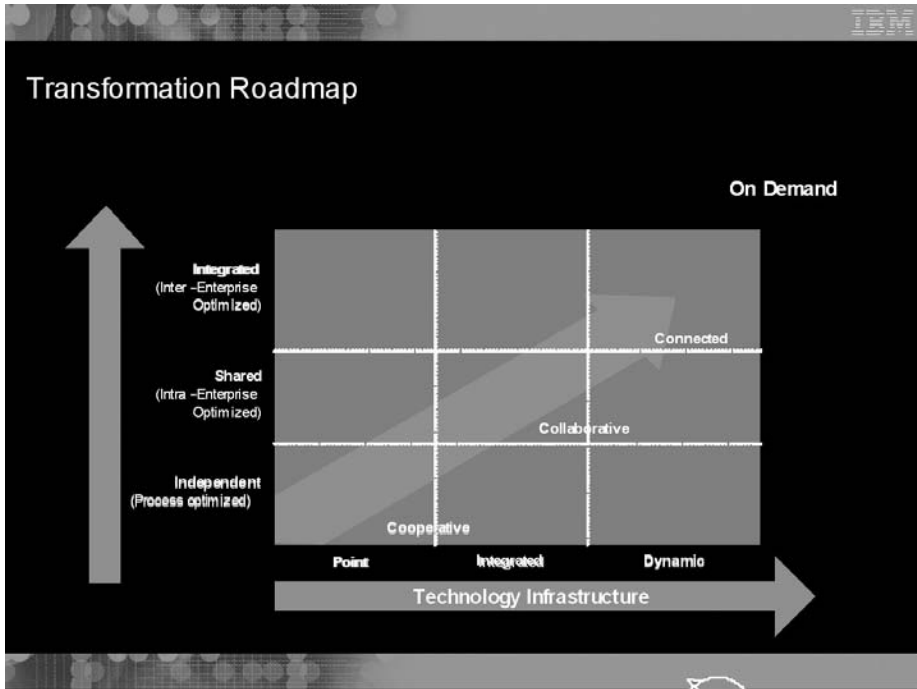 IBM
Transformation Roadmap
On Demand
Integrated
(Inter –Enterprise
Optimized)
Connected
Shared
(Intra –Enterprise
Optimized)
Collaborative
Independent
(Process optimized)
Cooperative
Point
Integrated
Dynamic
Technology Infrastructure